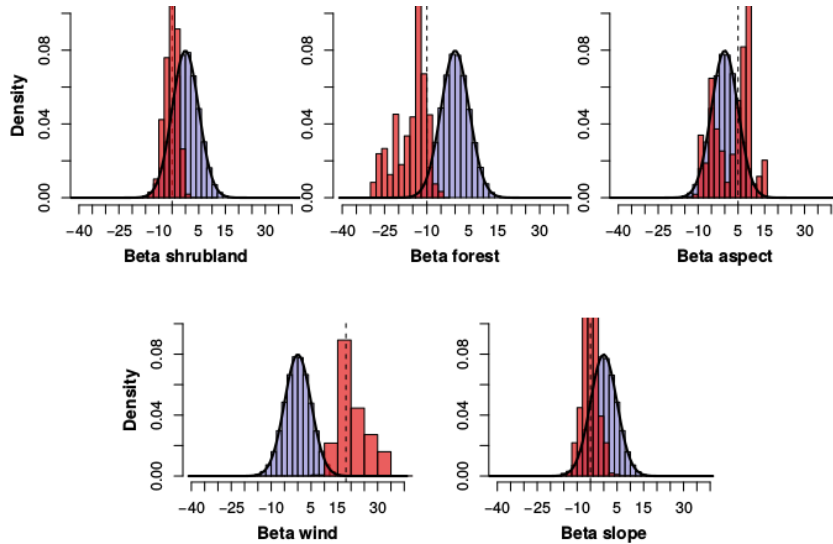 Density
0.00 0.04 0.08
-40 -25 -10 5 15 30
Beta shrubland
0.00 0.04 0.08
-40 -25 -10 5 15 30
Beta forest
0.00 0.04 0.08
-40 -25 -10 5 15 30
Beta aspect
Density
0.00 0.04 0.08
-40 -25 -10 5 15 30
Beta wind
0.00 0.04 0.08
-40 -25 -10 5 15 30
Beta slope